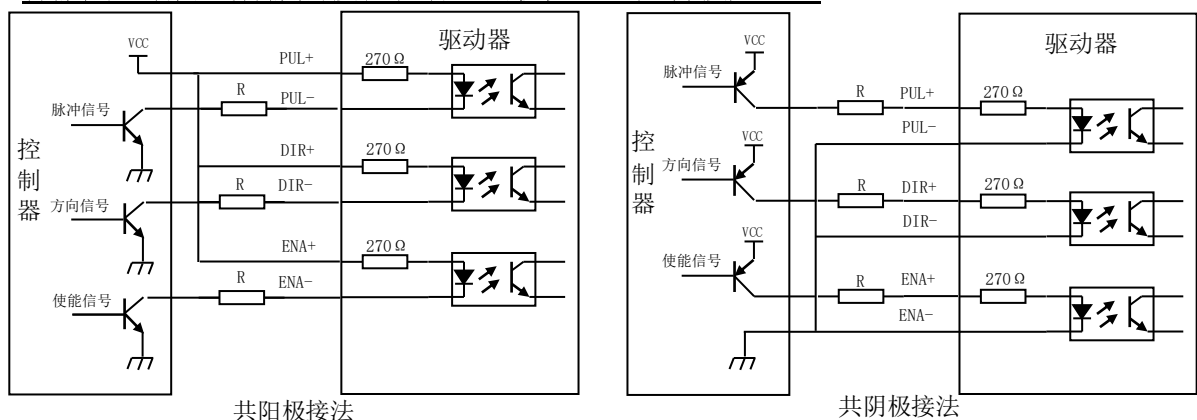 驱动器
VCC
PUL+
270Ω
脉冲信号
R
PUL-
控制器
DIR+
270Ω
方向信号
R
DIR-
ENA+
270Ω
使能信号
R
ENA-
共阳极接法
驱动器
VCC
脉冲信号
R
PUL+
270Ω
PUL-
控制器
VCC
方向信号
R
DIR+
270Ω
DIR-
VCC
使能信号
R
ENA+
270Ω
ENA-
共阴极接法